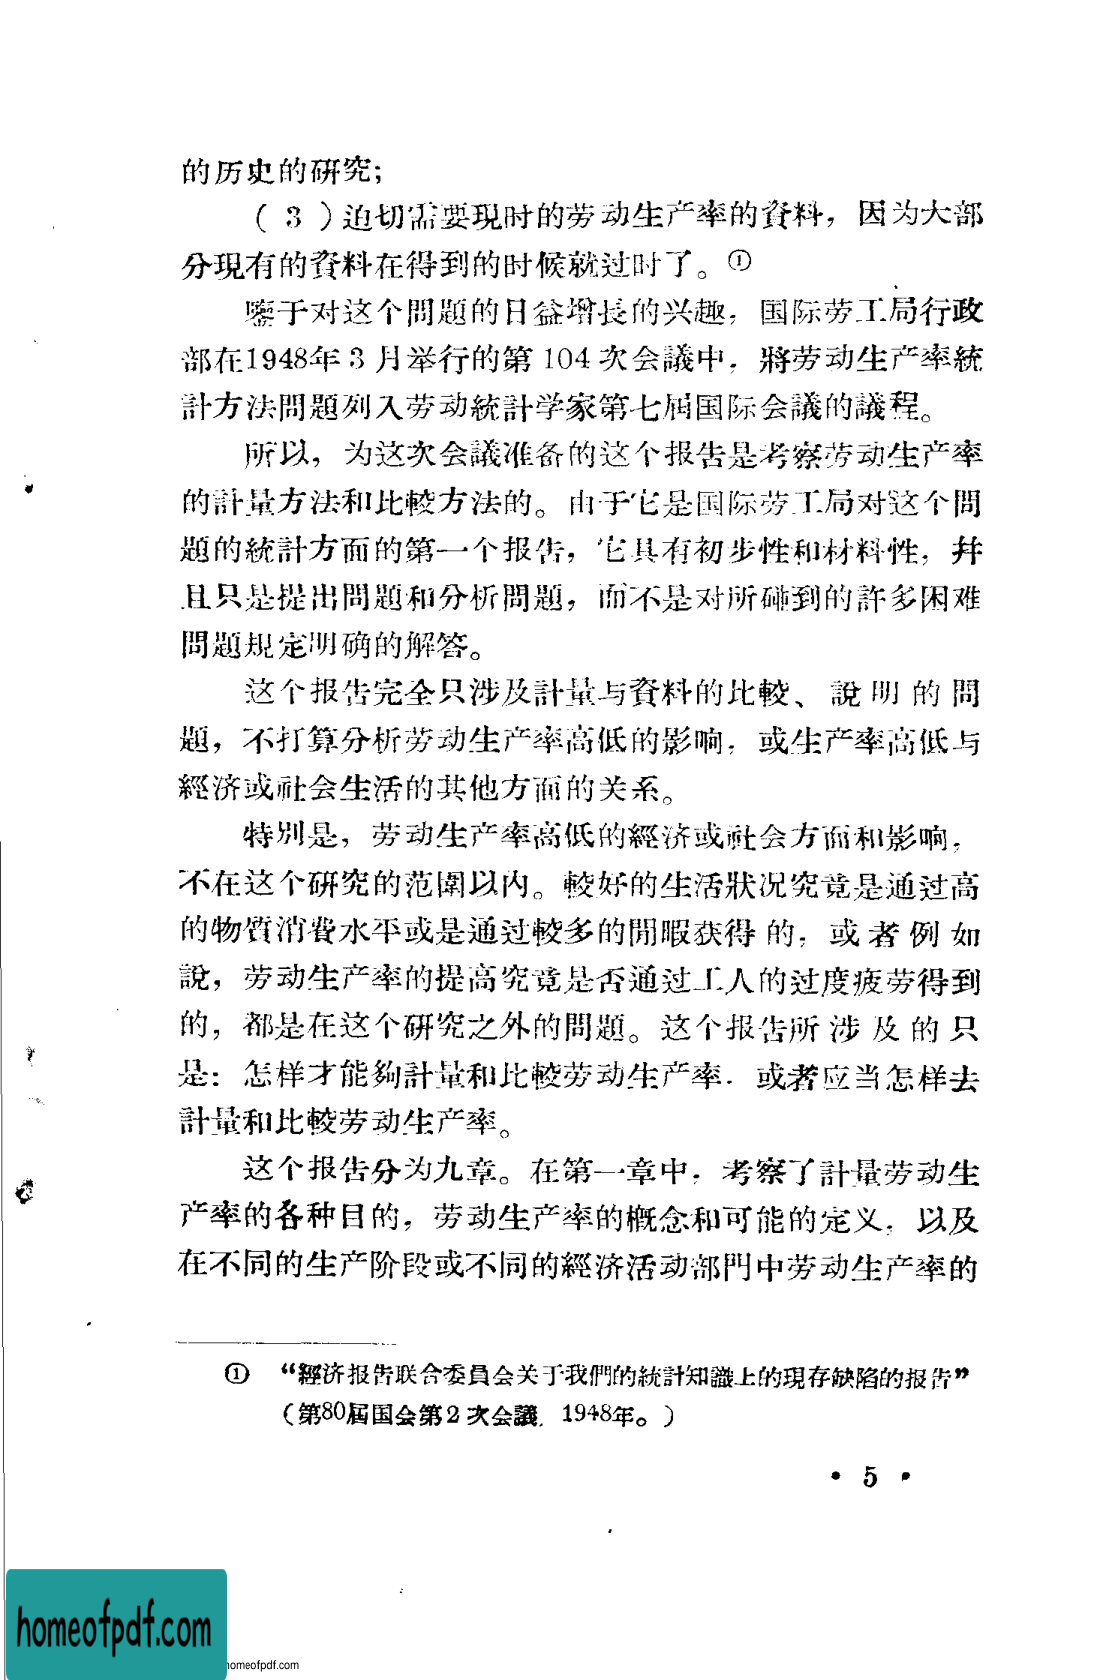 的历史的研究；
（3）迫切需要現时的劳动生产率的資料，因为大部
分現有的資料在得到的时候就过时了。①
鑒于对这个問題的日益增長的兴趣，国际劳工局行政
部在1948年3月举行的第104次会議中，將劳动生产率統
計方法問題列入劳动統計学家第七届国际会議的議程。
所以，为这次会議准备的这个报告是考察劳动生产率
的計量方法和比較方法的。由于它是国际劳工局对这个問
題的統計方面的第一个报告，它具有初步性和材料性，幷
且只是提出問題和分析問題，而不是对所碰到的許多困难
問題規定明确的解答。
这个报告完全只涉及計量与資料的比較、說明的問
題，不打算分析劳动生产率高低的影响，或生产率高低与
經济或社会生活的其他方面的关系。
特别是，劳动生产率高低的經济或社会方面和影响，
不在这个研究的范圍以內。較好的生活狀况究竟是通过高
的物質消費水平或是通过較多的閒暇获得的，或者例如
說，劳动生产率的提高究竟是否通过工人的过度疲劳得到
的，都是在这个研究之外的問題。这个报告所涉及的只
是：怎样才能夠計量和比較劳动生产率．或者应当怎样去
計量和比較劳动生产率。
这个报告分为九章。在第一章中，考察了計量劳动生
产率的各种目的，劳动生产率的概念和可能的定义，以及
在不同的生产阶段或不同的經济活动部門中劳动生产率的
① “經济报告联合委員会关于我們的統計知識上的現存缺陷的报告”
（第80屆国会第2次会議，1948年。）
• 5 •
homeofpdf.com
homeofpdf.com